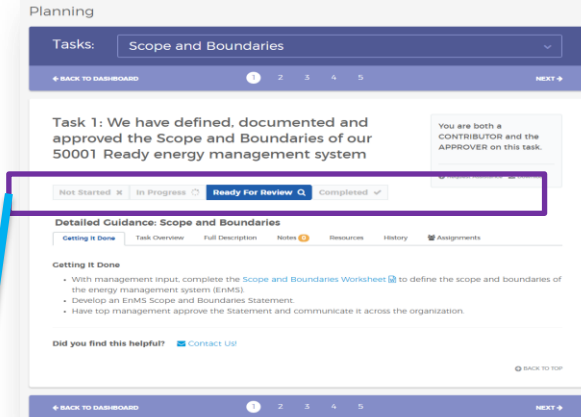 Planning
Tasks: Scope and Boundaries
BACK TO DASHBOARD 1 2 3 4 5 NEXT
Task 1: We have defined, documented and
approved the Scope and Boundaries of our
50001 Ready energy management system
You are both a
CONTRIBUTOR and the
APPROVER on this task.
Not Started In Progress Ready For Review Completed
Detailed Guidance: Scope and Boundaries
Getting It Done Task Overview Full Description Notes Resources History Assignments
Getting It Done
• With management input, complete the Scope and Boundaries Worksheet to define the scope and boundaries of
the energy management system (EnMS).
• Develop an EnMS Scope and Boundaries Statement.
• Have top management approve the Statement and communicate it across the organization.
Did you find this helpful? Contact Us!
BACK TO TOP
BACK TO DASHBOARD 1 2 3 4 5 NEXT